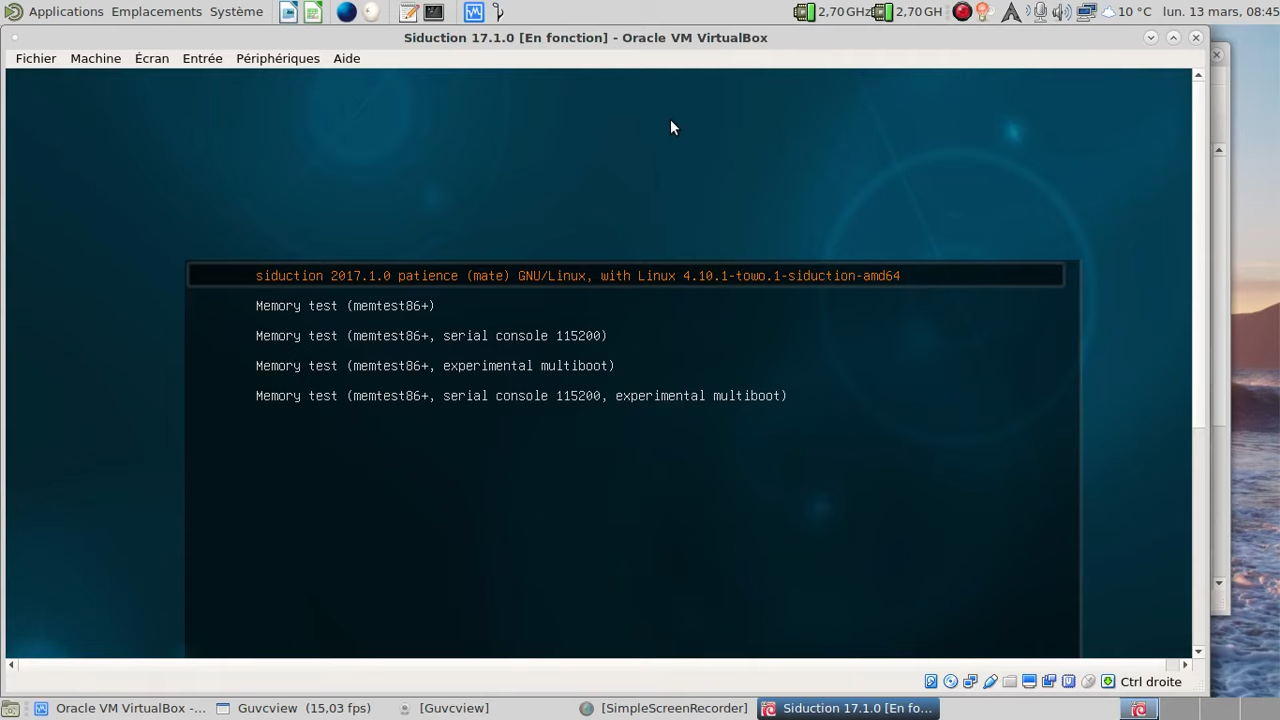 Applications Emplacements Système 2,70 GHz 2,70 GH 10 °C lun. 13 mars, 08:45
Siduction 17.1.0 [En fonction] - Oracle VM VirtualBox
Fichier Machine Écran Entrée Périphériques Aide
siduction 2017.1.0 patience (mate) GNU/Linux, with Linux 4.10.1-towo.1-siduction-amd64
Memory test (memtest86+)
Memory test (memtest86+, serial console 115200)
Memory test (memtest86+, experimental multiboot)
Memory test (memtest86+, serial console 115200, experimental multiboot)
Ctrl droite
Oracle VM VirtualBox -... Guvcview (15,03 fps) [Guvcview] [SimpleScreenRecorder] Siduction 17.1.0 [En fo...